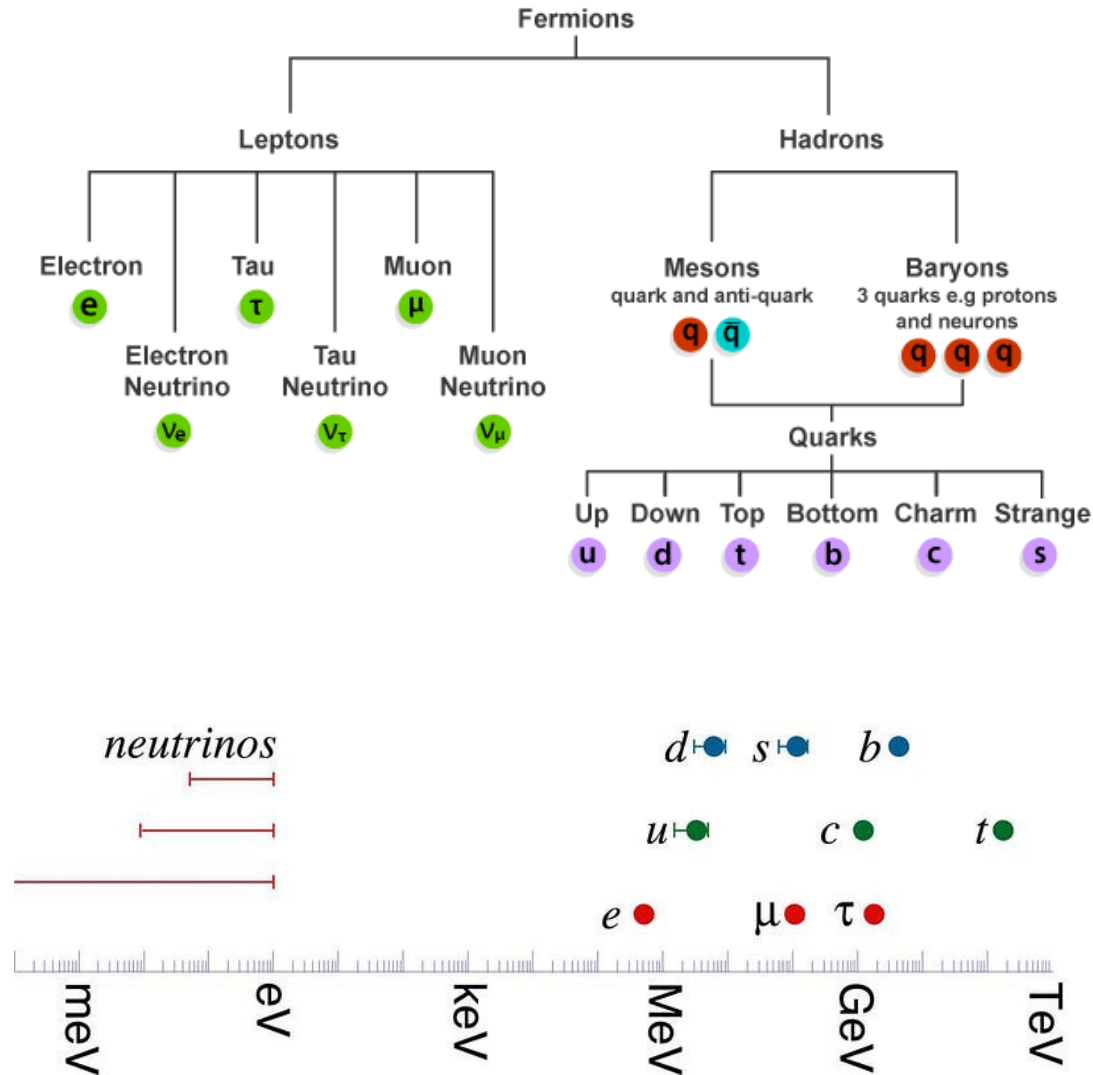 Fermions
Leptons Hadrons
Electron Tau Muon Mesons Baryons
quark and anti-quark 3 quarks e.g protons
and neurons
e τ μ q q̄
q q q
Electron Tau Muon
Neutrino Neutrino Neutrino
νe ντ νμ
Quarks
Up Down Top Bottom Charm Strange
u d t b c s
neutrinos d s b
u c t
e μ τ
meV eV keV MeV GeV TeV